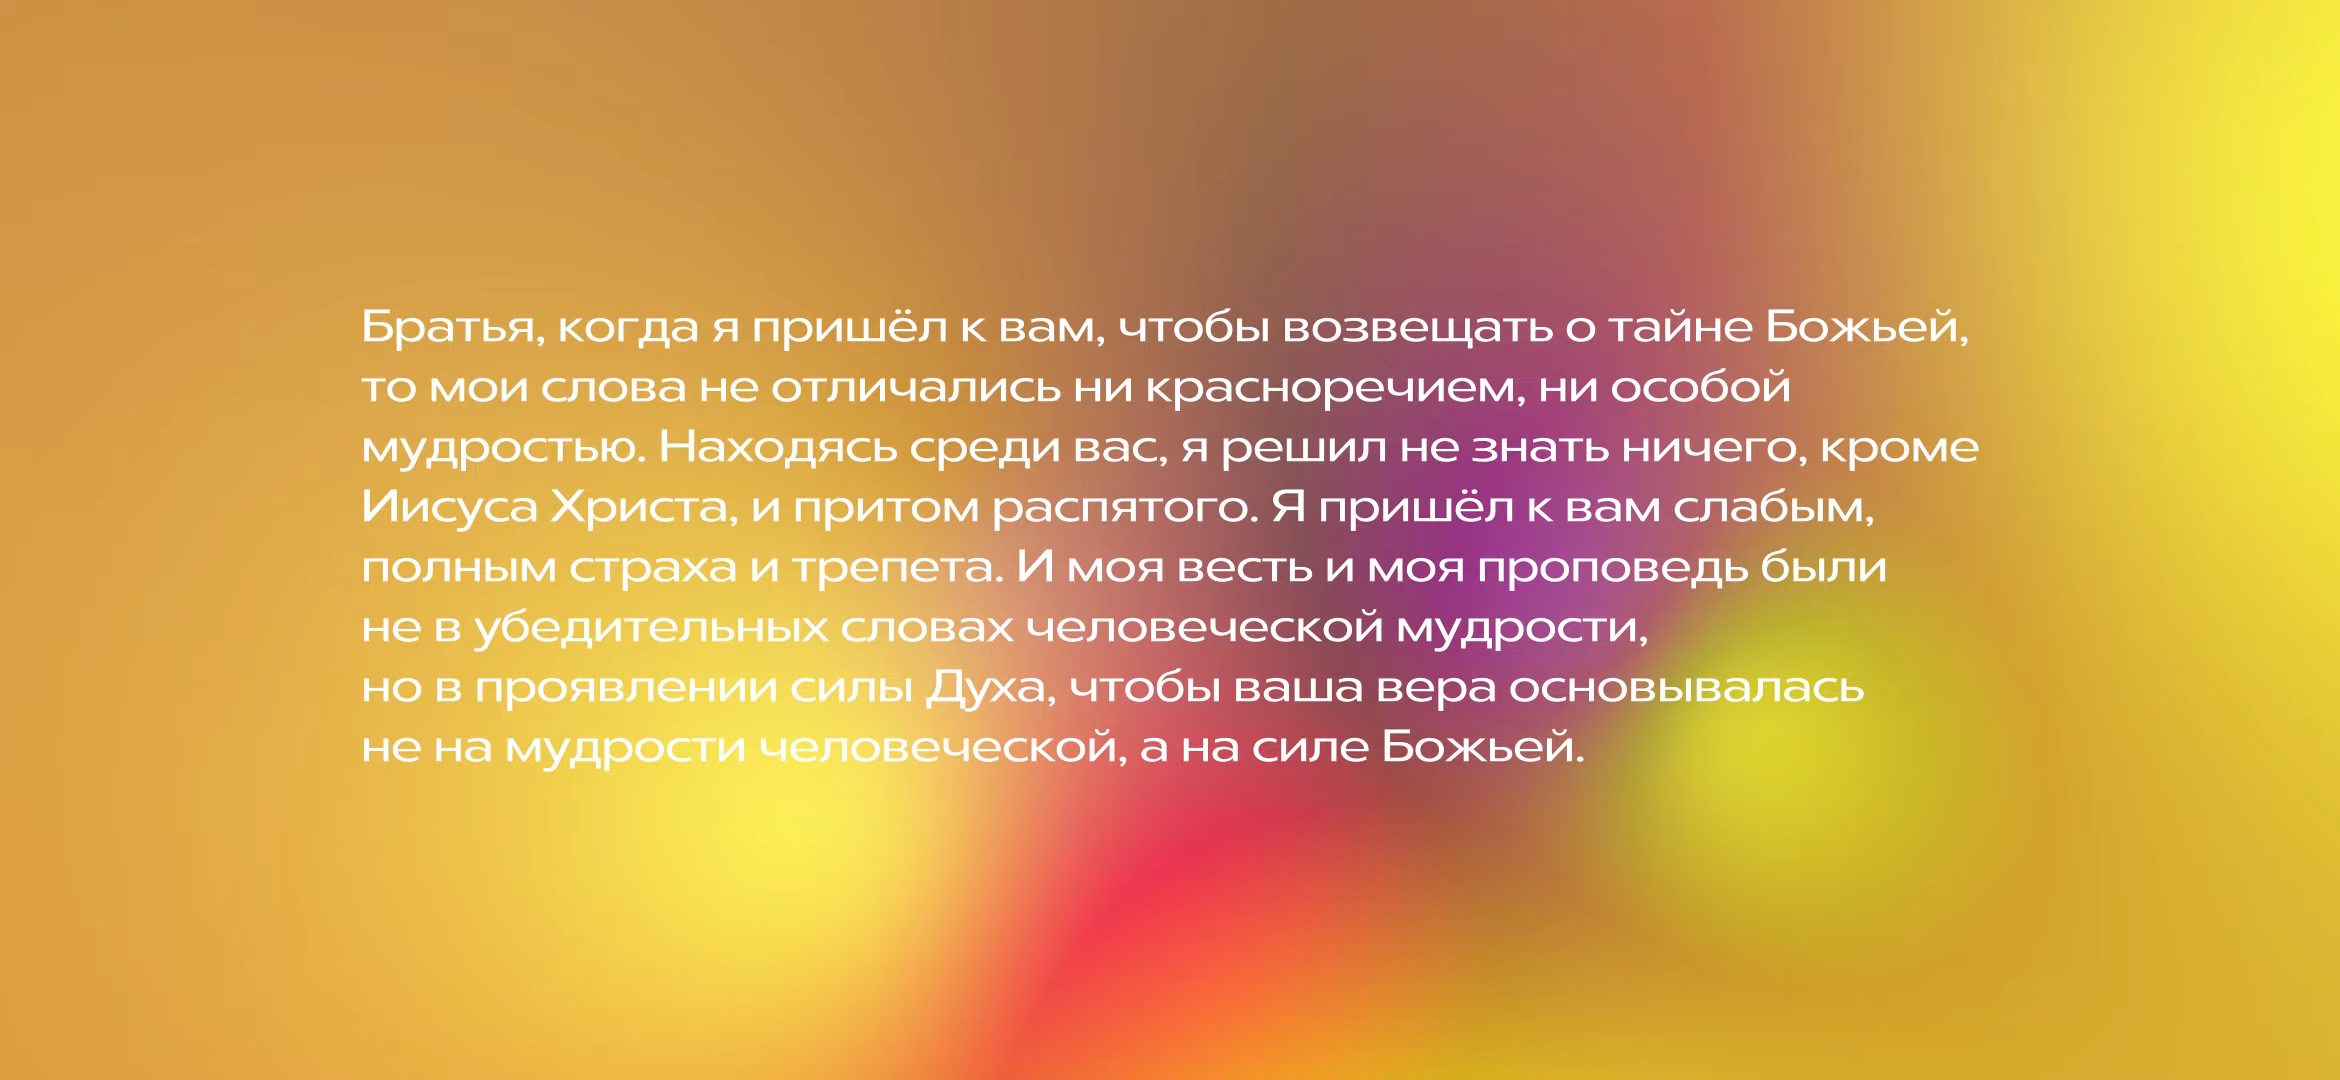 Братья, когда я пришёл к вам, чтобы возвещать о тайне Божьей,
то мои слова не отличались ни красноречием, ни особой
мудростью. Находясь среди вас, я решил не знать ничего, кроме
Иисуса Христа, и притом распятого. Я пришёл к вам слабым,
полным страха и трепета. И моя весть и моя проповедь были
не в убедительных словах человеческой мудрости,
но в проявлении силы Духа, чтобы ваша вера основывалась
не на мудрости человеческой, а на силе Божьей.